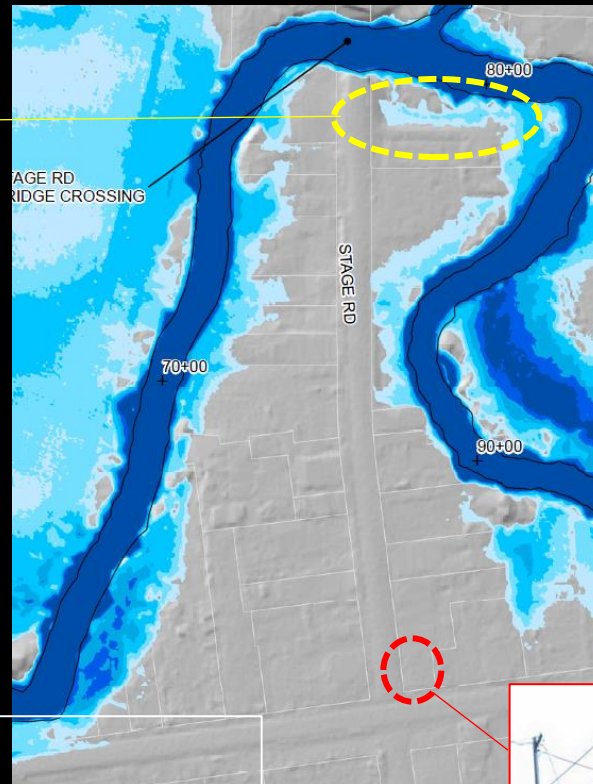 80+00
TAGE RD
RIDGE CROSSING
STAGE RD
70+00
90+00